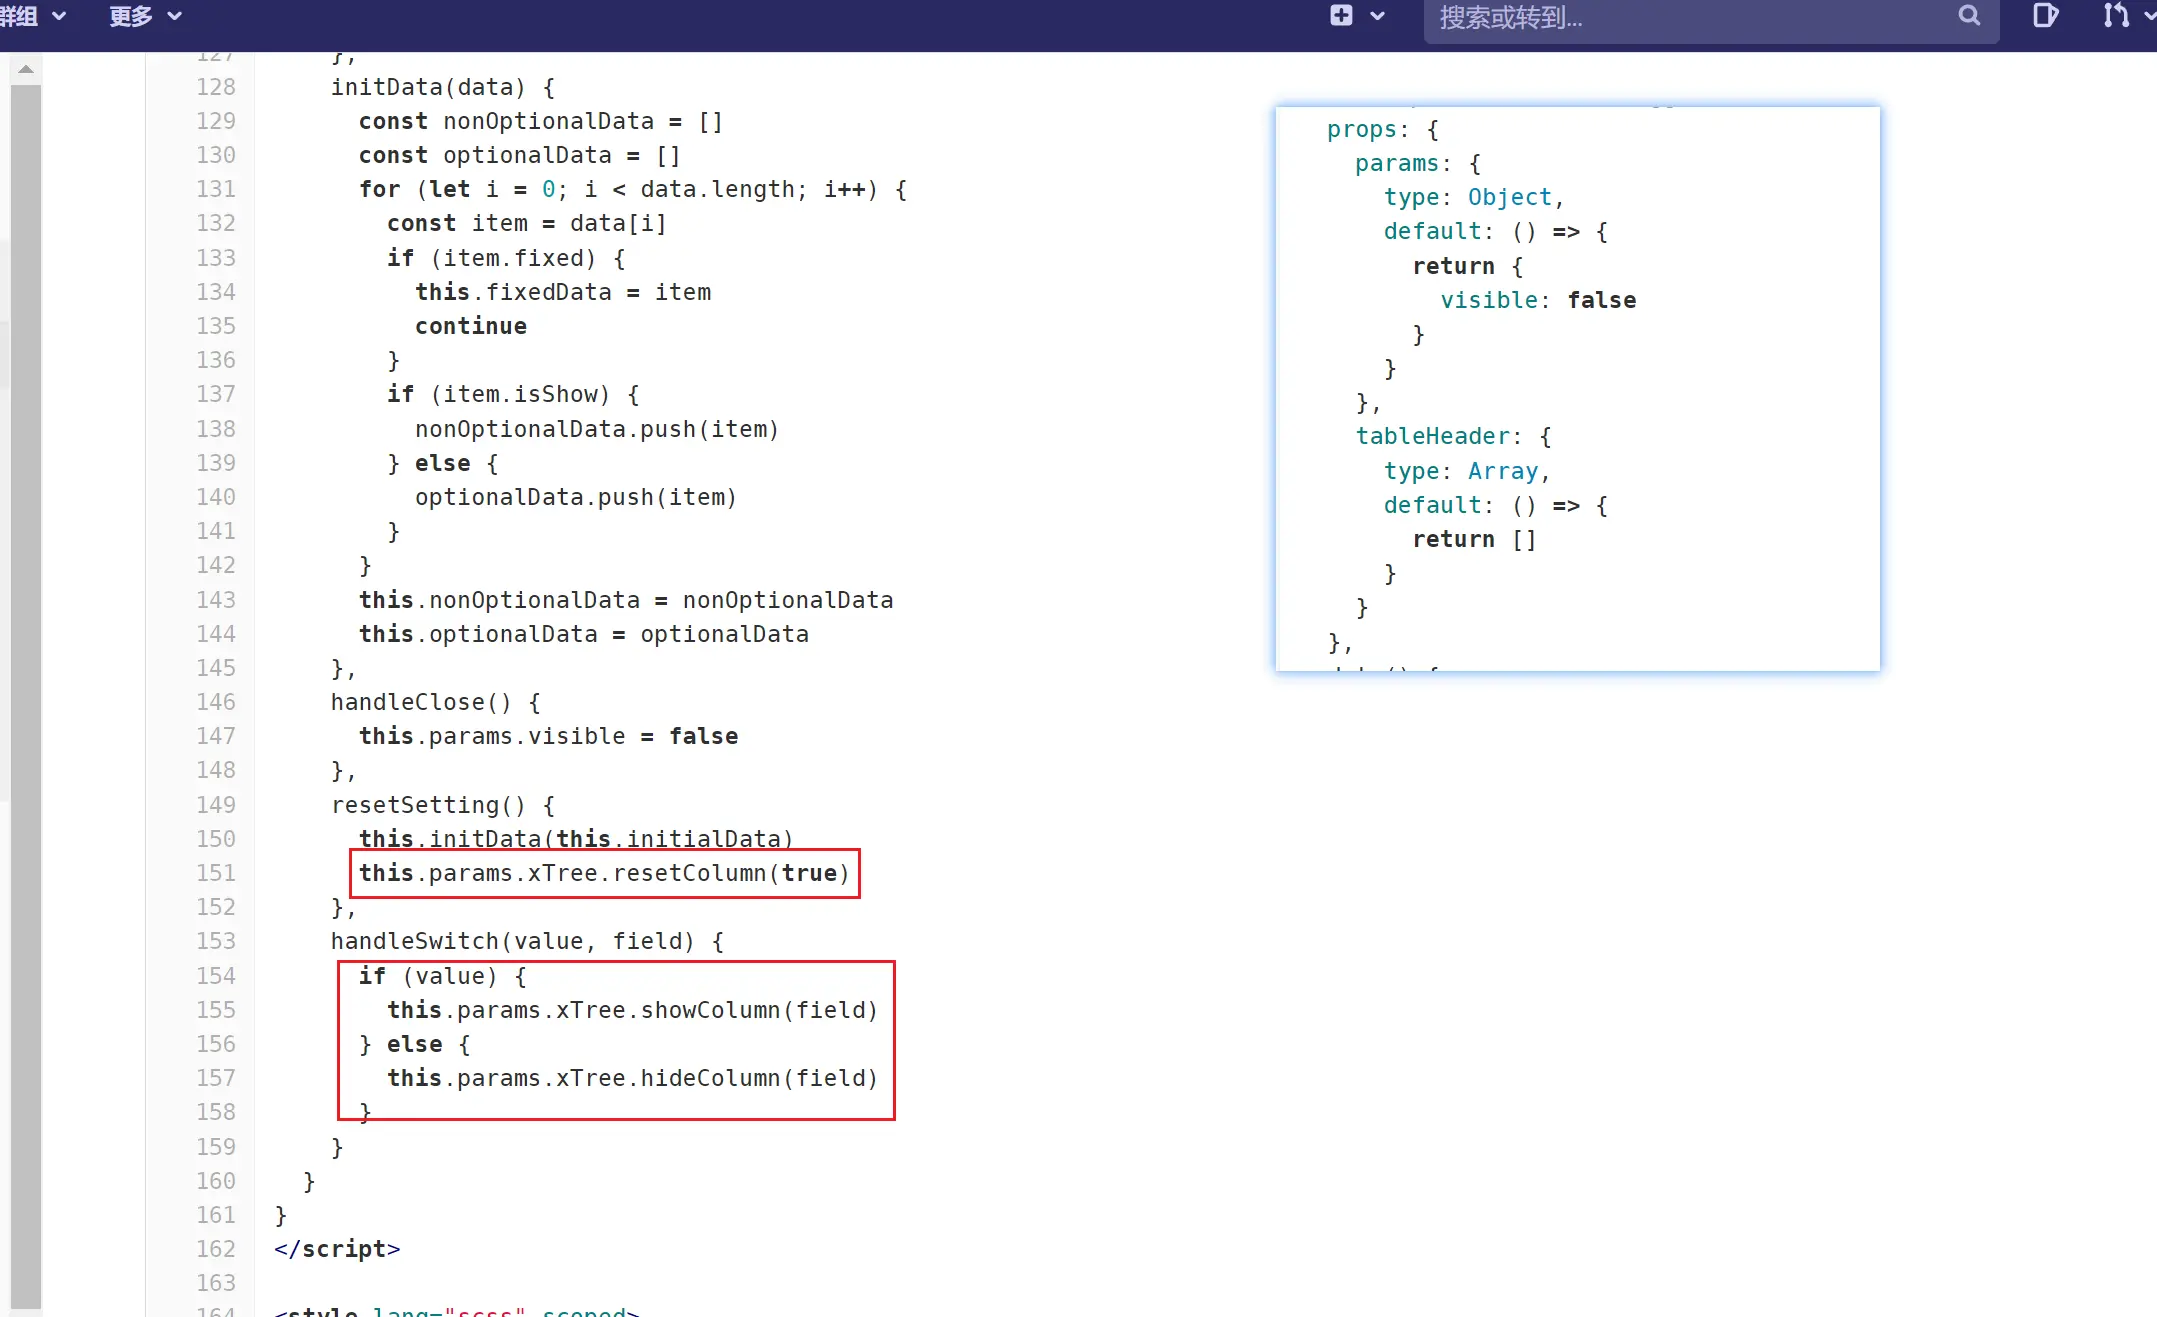 群组
更多
搜索或转到...
127 },
128 initData(data) {
129 const nonOptionalData = []
130 const optionalData = []
131 for (let i = 0; i < data.length; i++) {
132 const item = data[i]
133 if (item.fixed) {
134 this.fixedData = item
135 continue
136 }
137 if (item.isShow) {
138 nonOptionalData.push(item)
139 } else {
140 optionalData.push(item)
141 }
142 }
143 this.nonOptionalData = nonOptionalData
144 this.optionalData = optionalData
145 },
146 handleClose() {
147 this.params.visible = false
148 },
149 resetSetting() {
150 this.initData(this.initialData)
151 this.params.xTree.resetColumn(true)
152 },
153 handleSwitch(value, field) {
154 if (value) {
155 this.params.xTree.showColumn(field)
156 } else {
157 this.params.xTree.hideColumn(field)
158 }
159 }
160 }
161 }
162 </script>
163
164 <style lang="scss" scoped>
props: {
params: {
type: Object,
default: () => {
return {
visible: false
}
}
},
tableHeader: {
type: Array,
default: () => {
return []
}
}
},